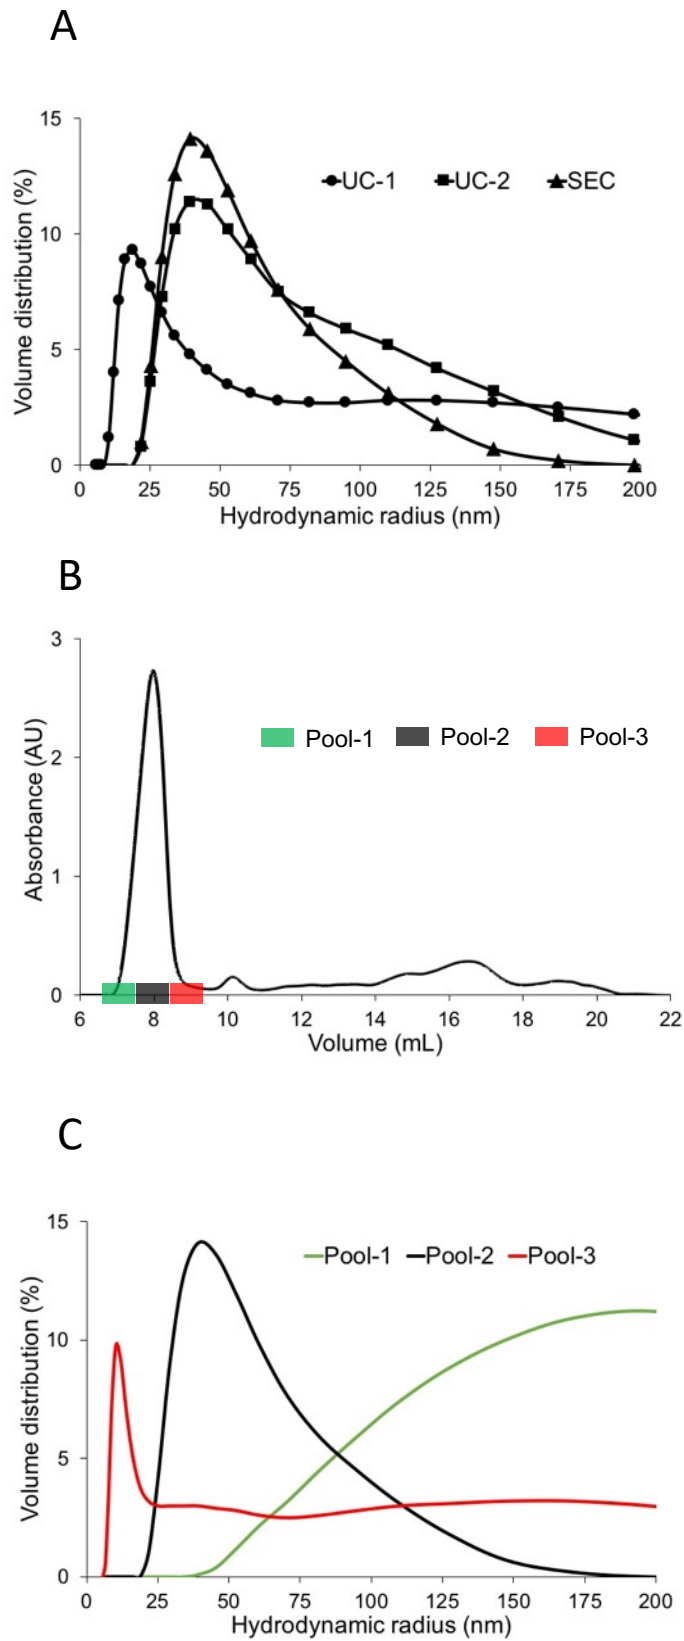 A
Volume distribution (%)
15
10
5
0
UC-1 UC-2 SEC
0 25 50 75 100 125 150 175 200
Hydrodynamic radius (nm)
B
Absorbance (AU)
3
2
1
0
Pool-1 Pool-2 Pool-3
6 8 10 12 14 16 18 20 22
Volume (mL)
C
Volume distribution (%)
15
10
5
0
Pool-1 Pool-2 Pool-3
0 25 50 75 100 125 150 175 200
Hydrodynamic radius (nm)